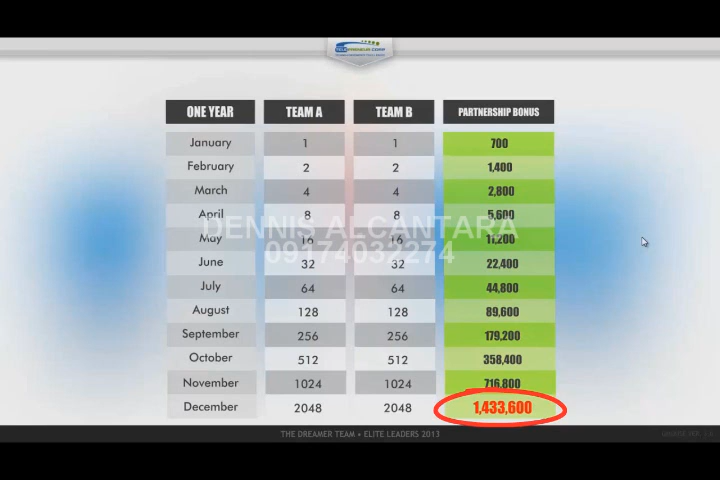 TELEPRENEUR CORP
ONE YEAR TEAM A TEAM B PARTNERSHIP BONUS
January 1 1 700
February 2 2 1,400
March 4 4 2,800
April 8 8 5,600
DENNIS ALCANTARA
May 16 16 11,200
09174032274
June 32 32 22,400
July 64 64 44,800
August 128 128 89,600
September 256 256 179,200
October 512 512 358,400
November 1024 1024 716,800
December 2048 2048 1,433,600
THE DREAMER TEAM • ELITE LEADERS 2013